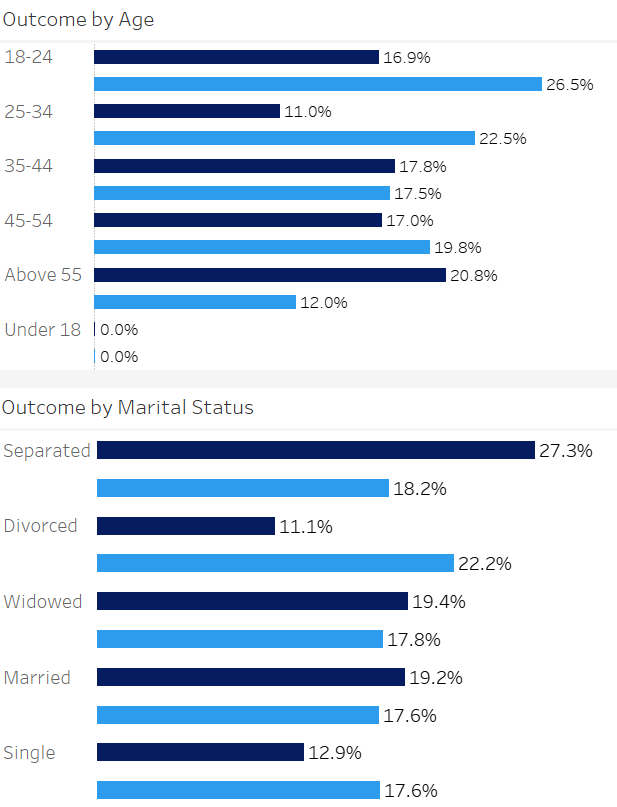 Outcome by Age
18-24 16.9%
26.5%
25-34 11.0%
22.5%
35-44 17.8%
17.5%
45-54 17.0%
19.8%
Above 55 20.8%
12.0%
Under 18 0.0%
0.0%
Outcome by Marital Status
Separated 27.3%
18.2%
Divorced 11.1%
22.2%
Widowed 19.4%
17.8%
Married 19.2%
17.6%
Single 12.9%
17.6%